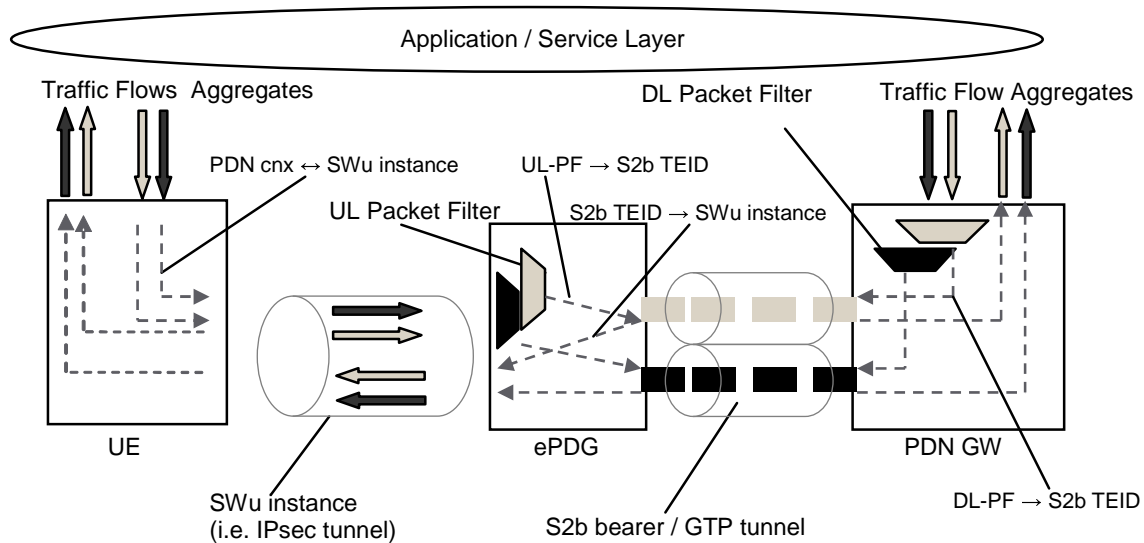 Application / Service Layer
Traffic Flows Aggregates
DL Packet Filter
Traffic Flow Aggregates
PDN cnx ↔ SWu instance
UL-PF → S2b TEID
UL Packet Filter
S2b TEID → SWu instance
UE
ePDG
PDN GW
SWu instance
(i.e. IPsec tunnel)
S2b bearer / GTP tunnel
DL-PF → S2b TEID